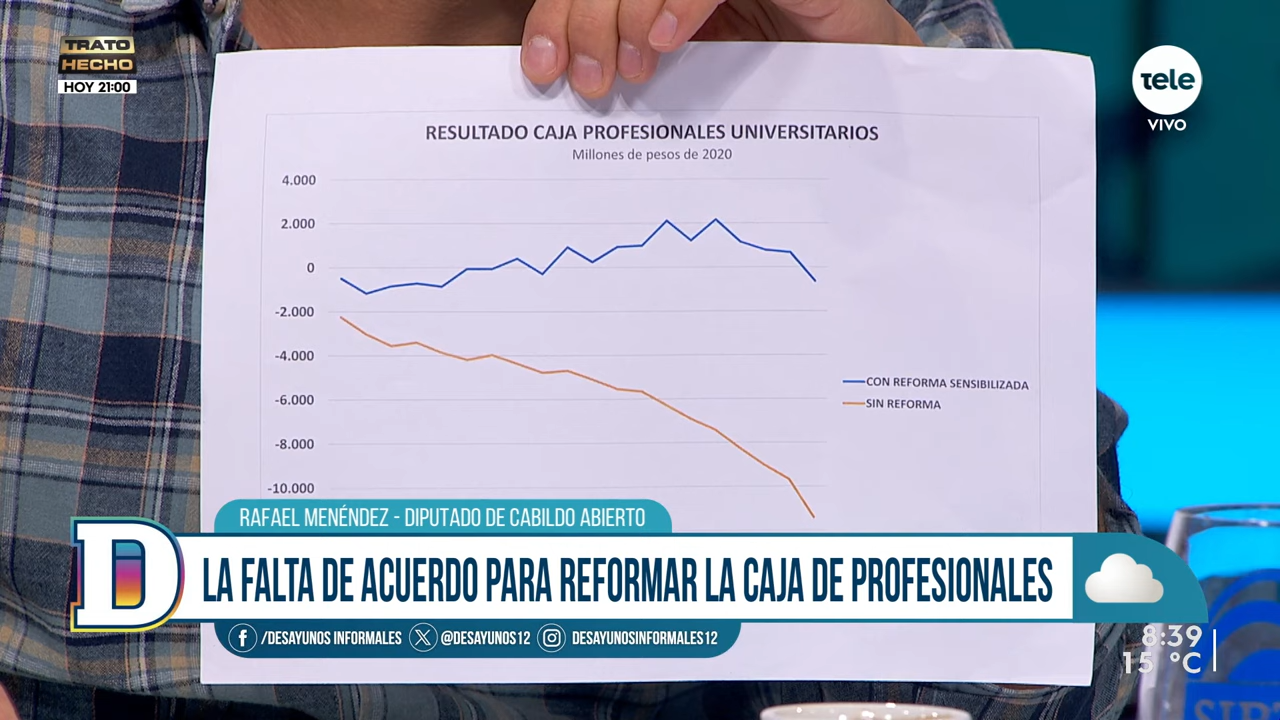 TRATO
HECHO
HOY 21:00
tele
VIVO
RESULTADO CAJA PROFESIONALES UNIVERSITARIOS
Millones de pesos de 2020
4.000
2.000
0
-2.000
-4.000
-6.000
-8.000
-10.000
CON REFORMA SENSIBILIZADA
SIN REFORMA
RAFAEL MENÉNDEZ - DIPUTADO DE CABILDO ABIERTO
D
LA FALTA DE ACUERDO PARA REFORMAR LA CAJA DE PROFESIONALES
/DESAYUNOS INFORMALES @DESAYUNOS12 DESAYUNOSINFORMALES12
8:39
15 °C